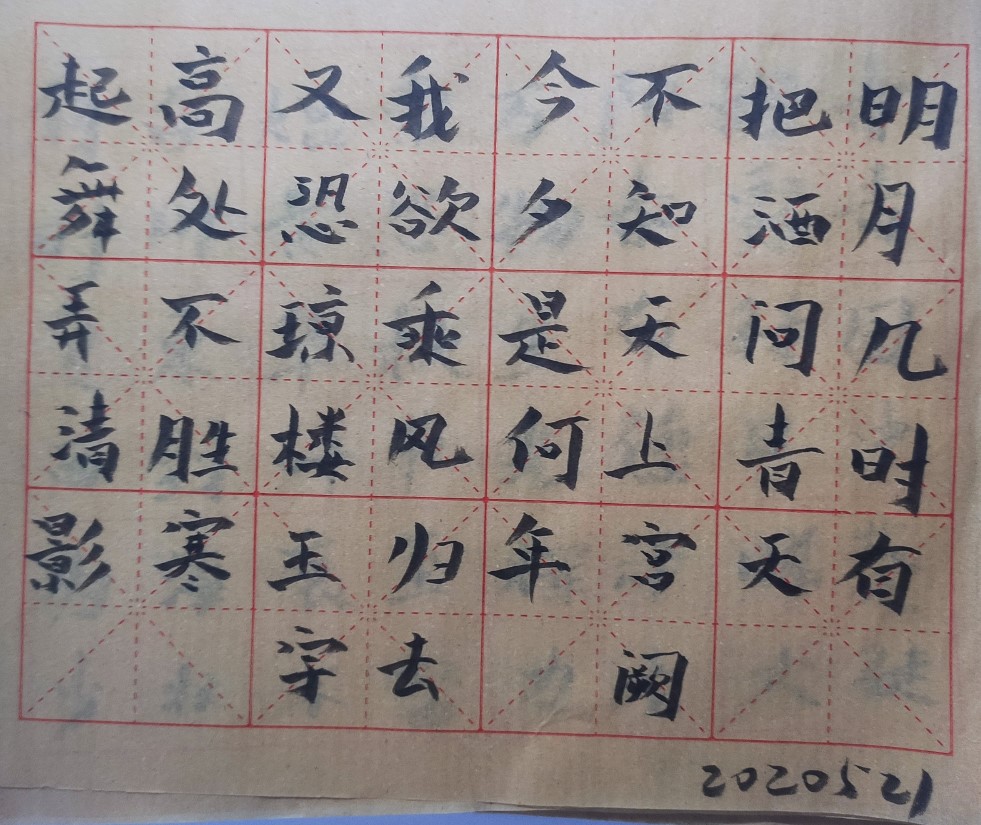 明月几时有
把酒问青天
不知天上宫阙
今夕是何年
我欲乘风归去
又恐琼楼玉宇
高处不胜寒
起舞弄清影
2020521